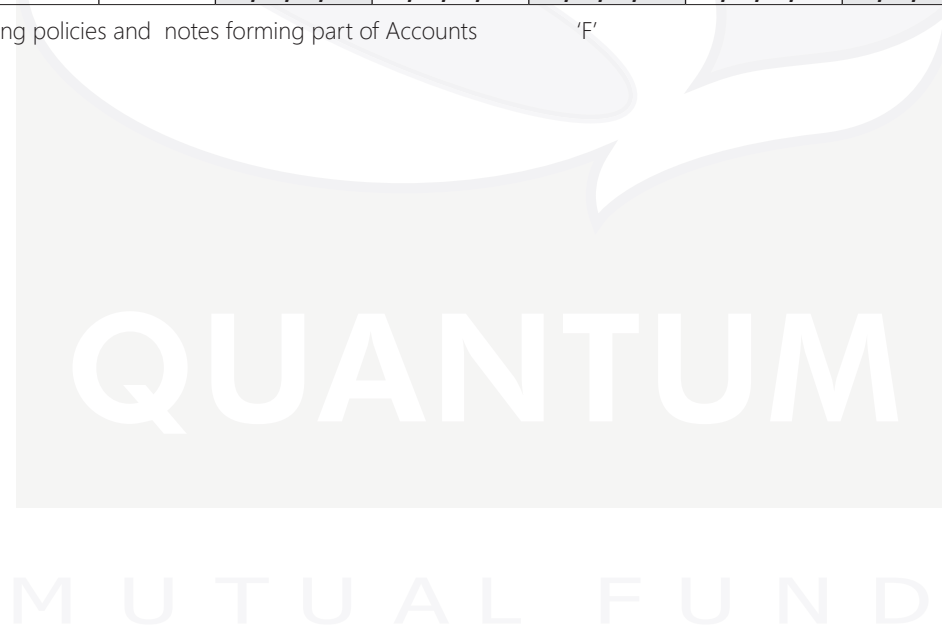 ng policies and notes forming part of Accounts 'F'
QUANTUM
MUTUAL FUND